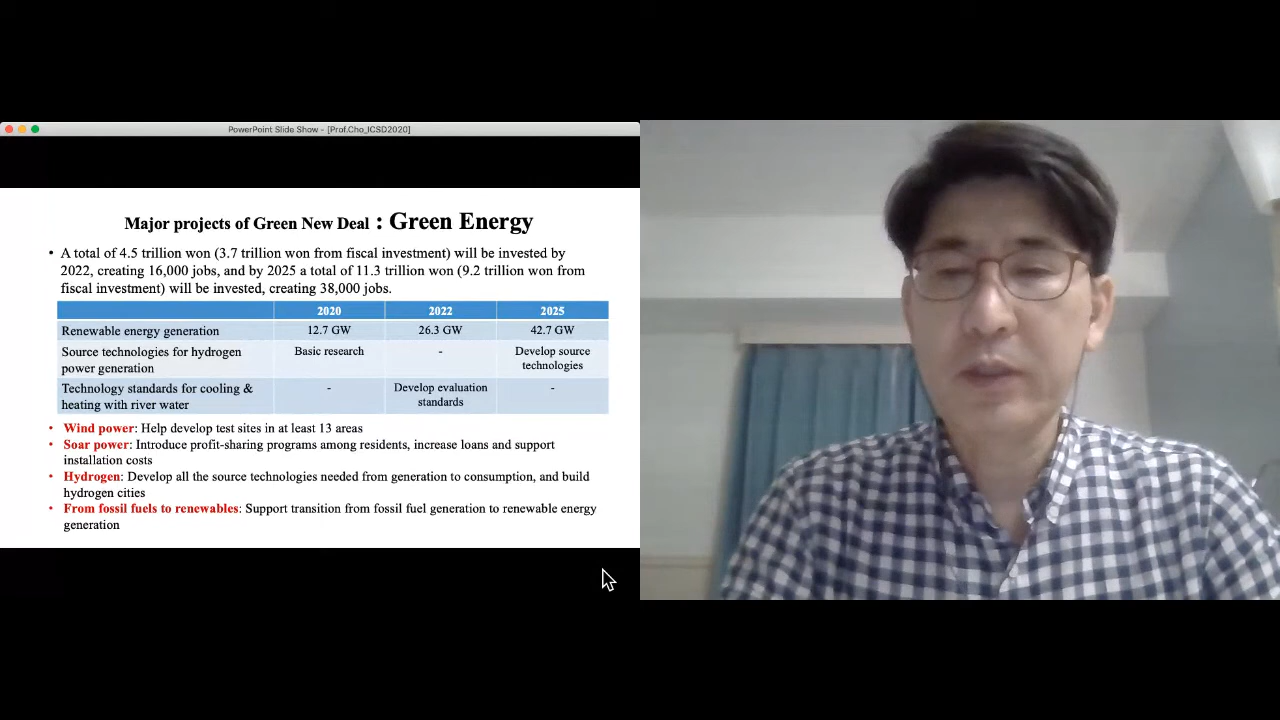 PowerPoint Slide Show - [Prof.Cho_ICSD2020]
Major projects of Green New Deal : Green Energy
• A total of 4.5 trillion won (3.7 trillion won from fiscal investment) will be invested by
2022, creating 16,000 jobs, and by 2025 a total of 11.3 trillion won (9.2 trillion won from
fiscal investment) will be invested, creating 38,000 jobs.
2020 2022 2025
Renewable energy generation 12.7 GW 26.3 GW 42.7 GW
Source technologies for hydrogen Basic research - Develop source
power generation technologies
Technology standards for cooling & - Develop evaluation -
heating with river water standards
• Wind power: Help develop test sites in at least 13 areas
• Soar power: Introduce profit-sharing programs among residents, increase loans and support
installation costs
• Hydrogen: Develop all the source technologies needed from generation to consumption, and build
hydrogen cities
• From fossil fuels to renewables: Support transition from fossil fuel generation to renewable energy
generation